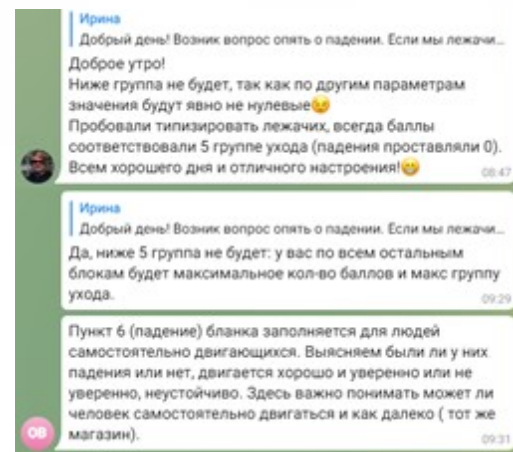 Ирина
Добрый день! Возник вопрос опять о падении. Если мы лежачи...
Доброе утро!
Ниже группа не будет, так как по другим параметрам
значения будут явно не нулевые😉
Пробовали типизировать лежачих, всегда баллы
соответствовали 5 группе ухода (падения проставляли 0).
Всем хорошего дня и отличного настроения!😁
08:47
Ирина
Добрый день! Возник вопрос опять о падении. Если мы лежачи...
Да, ниже 5 группа не будет: у вас по всем остальным
блокам будет максимальное кол-во баллов и макс группу
ухода.
09:29
Пункт 6 (падение) бланка заполняется для людей
самостоятельно двигающихся. Выясняем были ли у них
падения или нет, двигается хорошо и уверенно или не
уверенно, неустойчиво. Здесь важно понимать может ли
человек самостоятельно двигаться и как далеко ( тот же
магазин).
09:31
ОВ